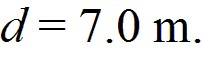 d = 7.0 m.